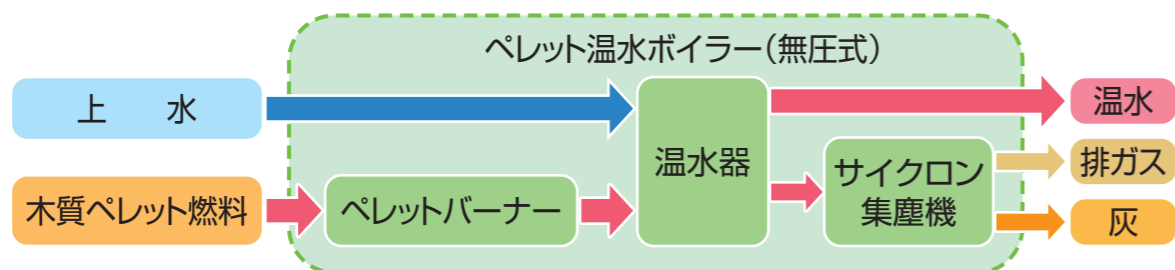 ペレット温水ボイラー(無圧式)
上　水
温水
温水器
サイクロン
集塵機
排ガス
木質ペレット燃料
ペレットバーナー
灰